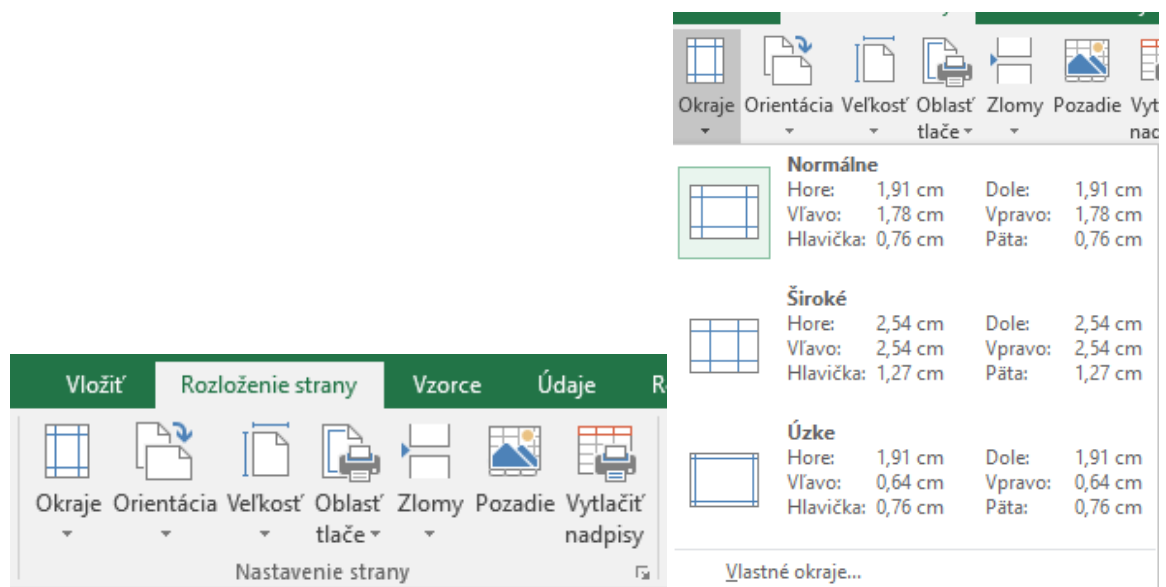 Vložiť Rozloženie strany Vzorce Údaje R
Okraje Orientácia Veľkosť Oblasť Zlomy Pozadie Vytlačiť
tlače nadpisy
Nastavenie strany
Okraje Orientácia Veľkosť Oblasť Zlomy Pozadie Vyt
tlače nad
Normálne
Hore: 1,91 cm Dole: 1,91 cm
Vľavo: 1,78 cm Vpravo: 1,78 cm
Hlavička: 0,76 cm Päta: 0,76 cm
Široké
Hore: 2,54 cm Dole: 2,54 cm
Vľavo: 2,54 cm Vpravo: 2,54 cm
Hlavička: 1,27 cm Päta: 1,27 cm
Úzke
Hore: 1,91 cm Dole: 1,91 cm
Vľavo: 0,64 cm Vpravo: 0,64 cm
Hlavička: 0,76 cm Päta: 0,76 cm
Vlastné okraje...